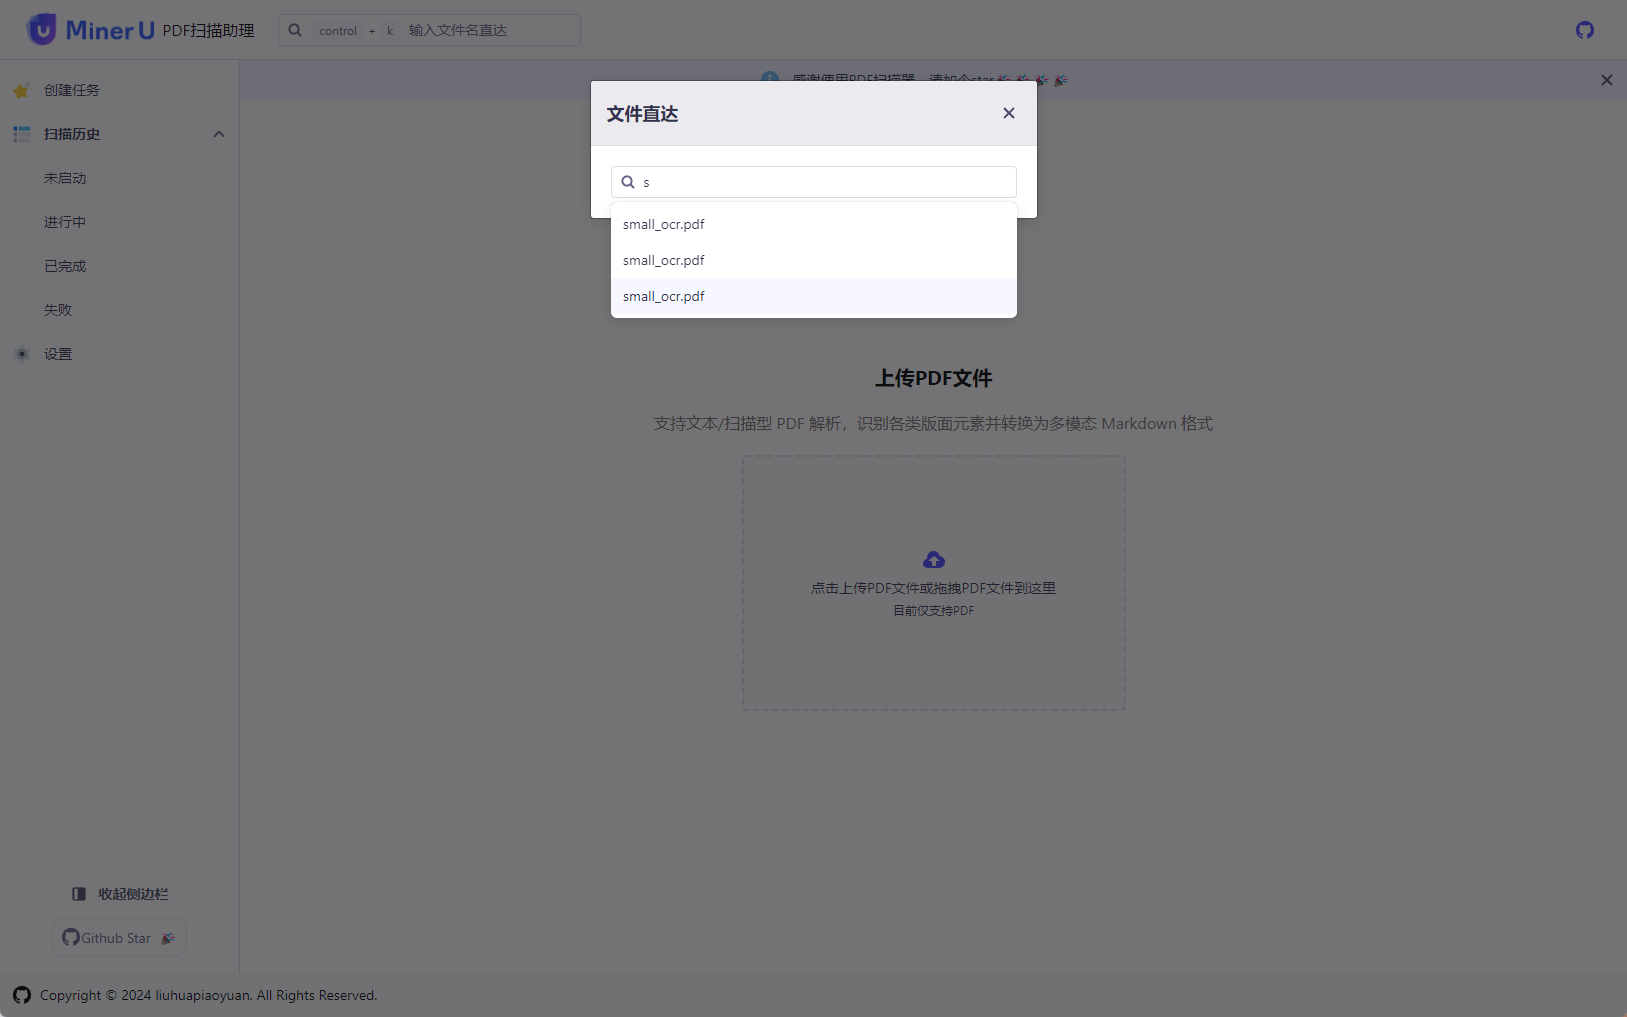 Miner U PDF扫描助理
control + k 输入文件名直达
感谢使用PDF扫描器，请加个star🎉 🎉 🎉 🎉
创建任务
扫描历史
未启动
进行中
已完成
失败
设置
文件直达
s
small_ocr.pdf
small_ocr.pdf
small_ocr.pdf
上传PDF文件
支持文本/扫描型 PDF 解析，识别各类版面元素并转换为多模态 Markdown 格式
点击上传PDF文件或拖拽PDF文件到这里
目前仅支持PDF
收起侧边栏
Github Star 🎉
Copyright © 2024 liuhuapiaoyuan. All Rights Reserved.